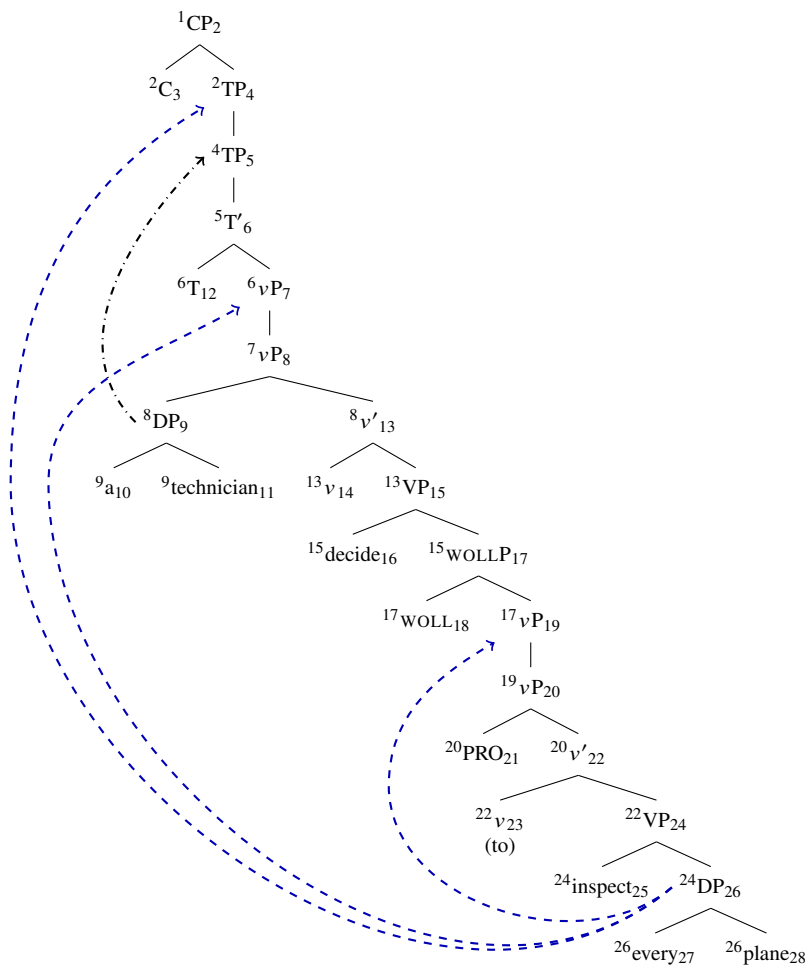 ¹CP₂
²C₃ ²TP₄
⁴TP₅
⁵T′₆
⁶T₁₂ ⁶vP₇
⁷vP₈
⁸DP₉ ⁸v′₁₃
⁹a₁₀ ⁹technician₁₁ ¹³v₁₄ ¹³VP₁₅
¹⁵decide₁₆ ¹⁵WOLLP₁₇
¹⁷WOLL₁₈ ¹⁷vP₁₉
¹⁹vP₂₀
²⁰PRO₂₁ ²⁰v′₂₂
²²v₂₃ ²²VP₂₄
(to)
²⁴inspect₂₅ ²⁴DP₂₆
²⁶every₂₇ ²⁶plane₂₈